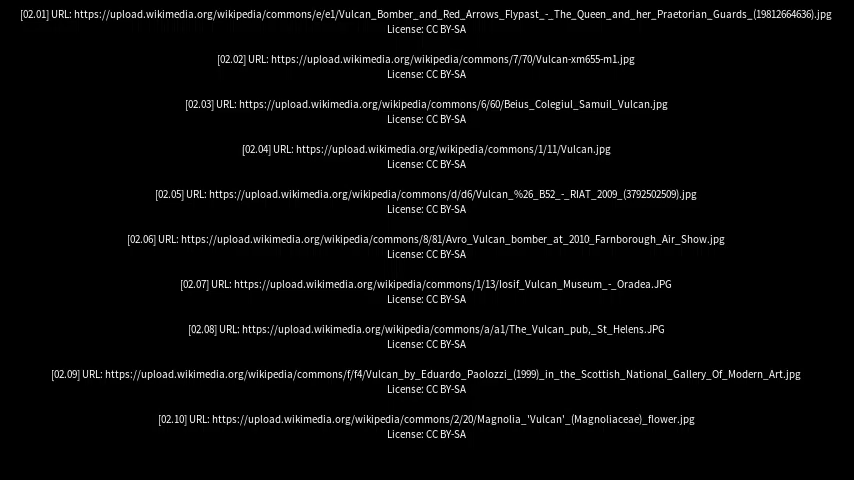 [02.01] URL: https://upload.wikimedia.org/wikipedia/commons/e/e1/Vulcan_Bomber_and_Red_Arrows_Flypast_-_The_Queen_and_her_Praetorian_Guards_(19812664636).jpg
License: CC BY-SA
[02.02] URL: https://upload.wikimedia.org/wikipedia/commons/7/70/Vulcan-xm655-m1.jpg
License: CC BY-SA
[02.03] URL: https://upload.wikimedia.org/wikipedia/commons/6/60/Beius_Colegiul_Samuil_Vulcan.jpg
License: CC BY-SA
[02.04] URL: https://upload.wikimedia.org/wikipedia/commons/1/11/Vulcan.jpg
License: CC BY-SA
[02.05] URL: https://upload.wikimedia.org/wikipedia/commons/d/d6/Vulcan_%26_B52_-_RIAT_2009_(3792502509).jpg
License: CC BY-SA
[02.06] URL: https://upload.wikimedia.org/wikipedia/commons/8/81/Avro_Vulcan_bomber_at_2010_Farnborough_Air_Show.jpg
License: CC BY-SA
[02.07] URL: https://upload.wikimedia.org/wikipedia/commons/1/13/Iosif_Vulcan_Museum_-_Oradea.JPG
License: CC BY-SA
[02.08] URL: https://upload.wikimedia.org/wikipedia/commons/a/a1/The_Vulcan_pub,_St_Helens.JPG
License: CC BY-SA
[02.09] URL: https://upload.wikimedia.org/wikipedia/commons/f/f4/Vulcan_by_Eduardo_Paolozzi_(1999)_in_the_Scottish_National_Gallery_Of_Modern_Art.jpg
License: CC BY-SA
[02.10] URL: https://upload.wikimedia.org/wikipedia/commons/2/20/Magnolia_'Vulcan'_(Magnoliaceae)_flower.jpg
License: CC BY-SA